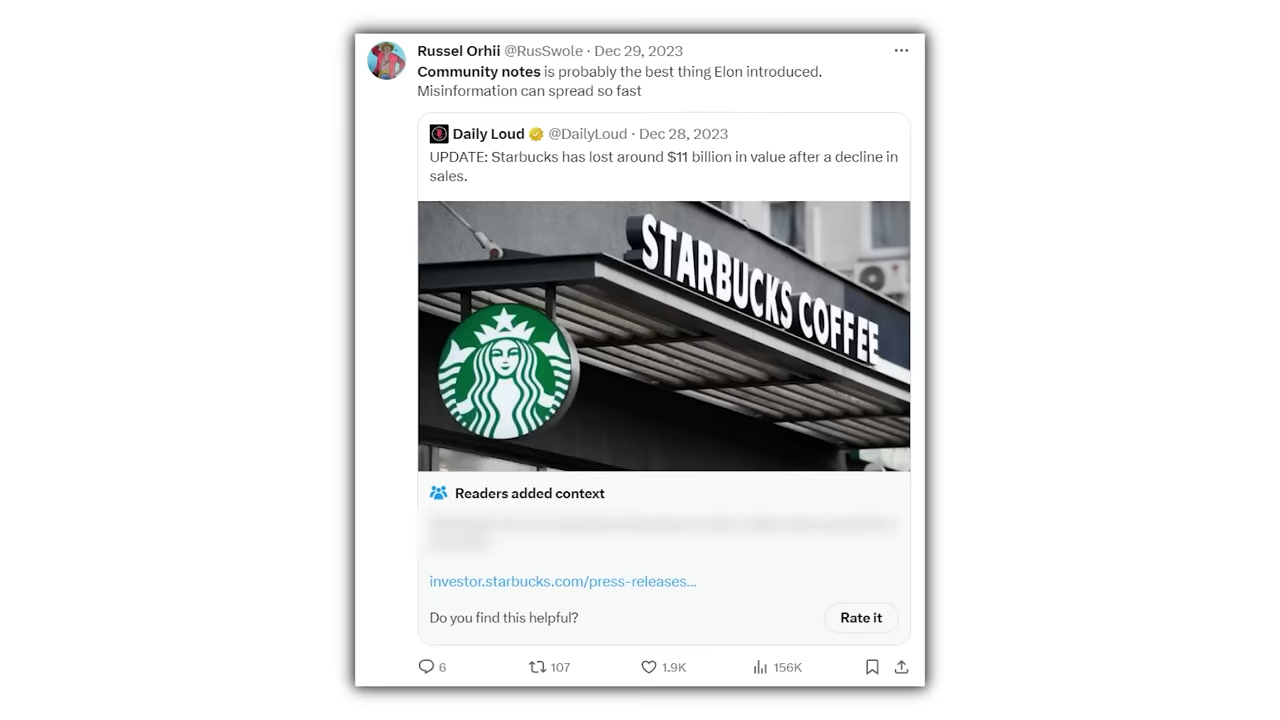 Russel Orhii @RusSwole · Dec 29, 2023
Community notes is probably the best thing Elon introduced.
Misinformation can spread so fast
Daily Loud @DailyLoud · Dec 28, 2023
UPDATE: Starbucks has lost around $11 billion in value after a decline in
sales.
STARBUCKS COFFEE
Readers added context
investor.starbucks.com/press-releases...
Do you find this helpful?
Rate it
6 107 1.9K 156K